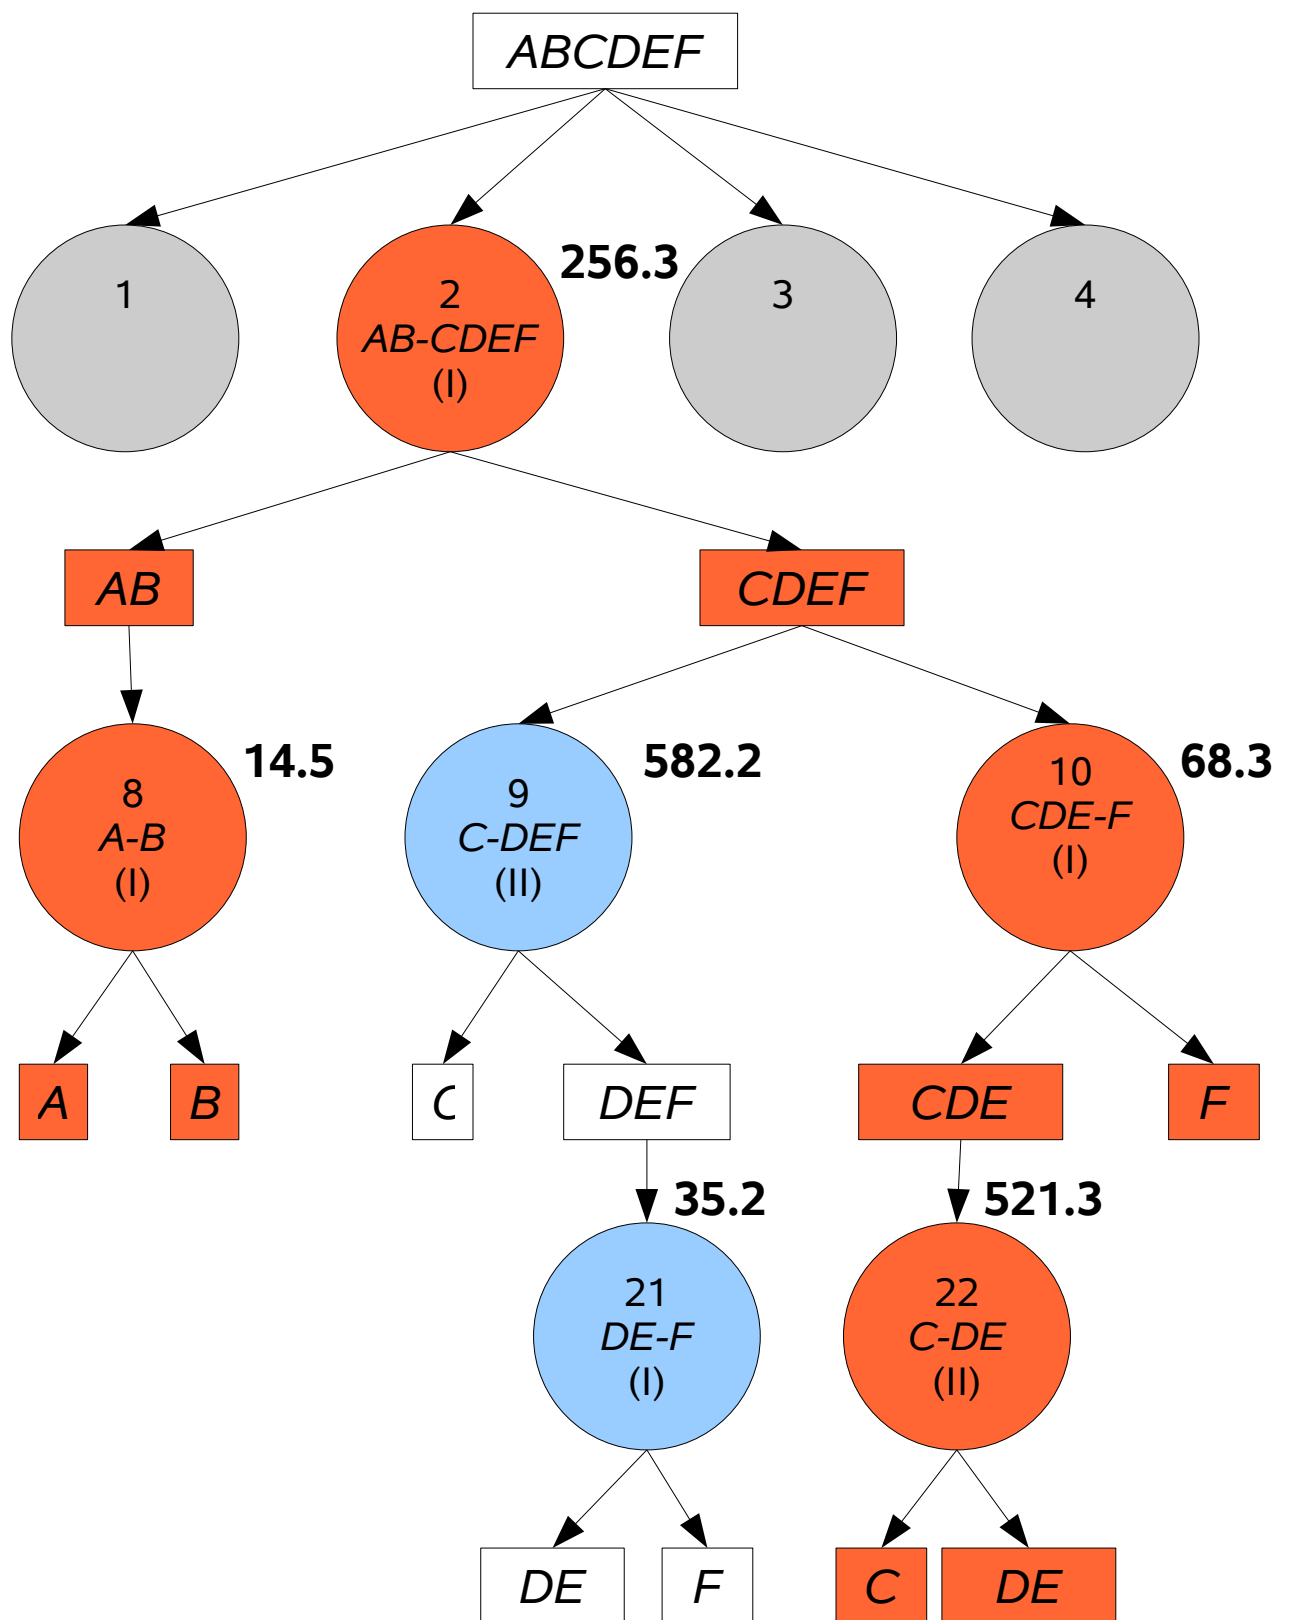 ABCDEF
1
2
AB-CDEF
(I)
256.3
3
4
AB
CDEF
8
A-B
(I)
14.5
9
C-DEF
(II)
582.2
10
CDE-F
(I)
68.3
A
B
C
DEF
CDE
F
35.2
521.3
21
DE-F
(I)
22
C-DE
(II)
DE
F
C
DE